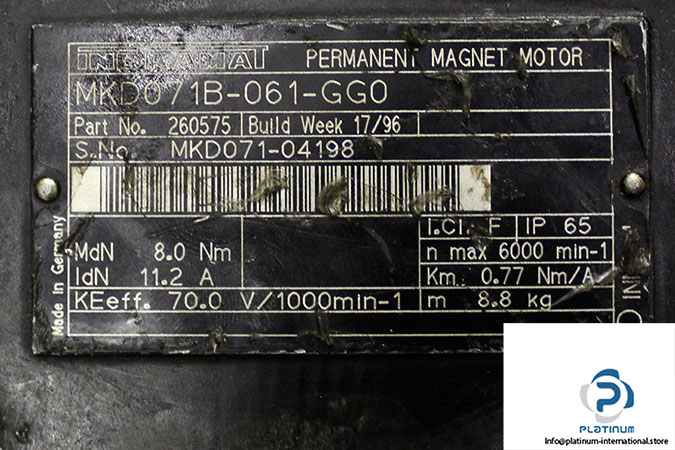 INDRAMAT PERMANENT MAGNET MOTOR
MKD071B-061-GG0
Part No. 260575 Build Week 17/96
S.No. MKD071-04198
I.Cl. F IP 65
MdN 8.0 Nm n max 6000 min-1
IdN 11.2 A Km 0.77 Nm/A
KEeff. 70.0 V/1000min-1 m 8.8 kg
Made in Germany
PLATINUM
Info@platinum-international.store